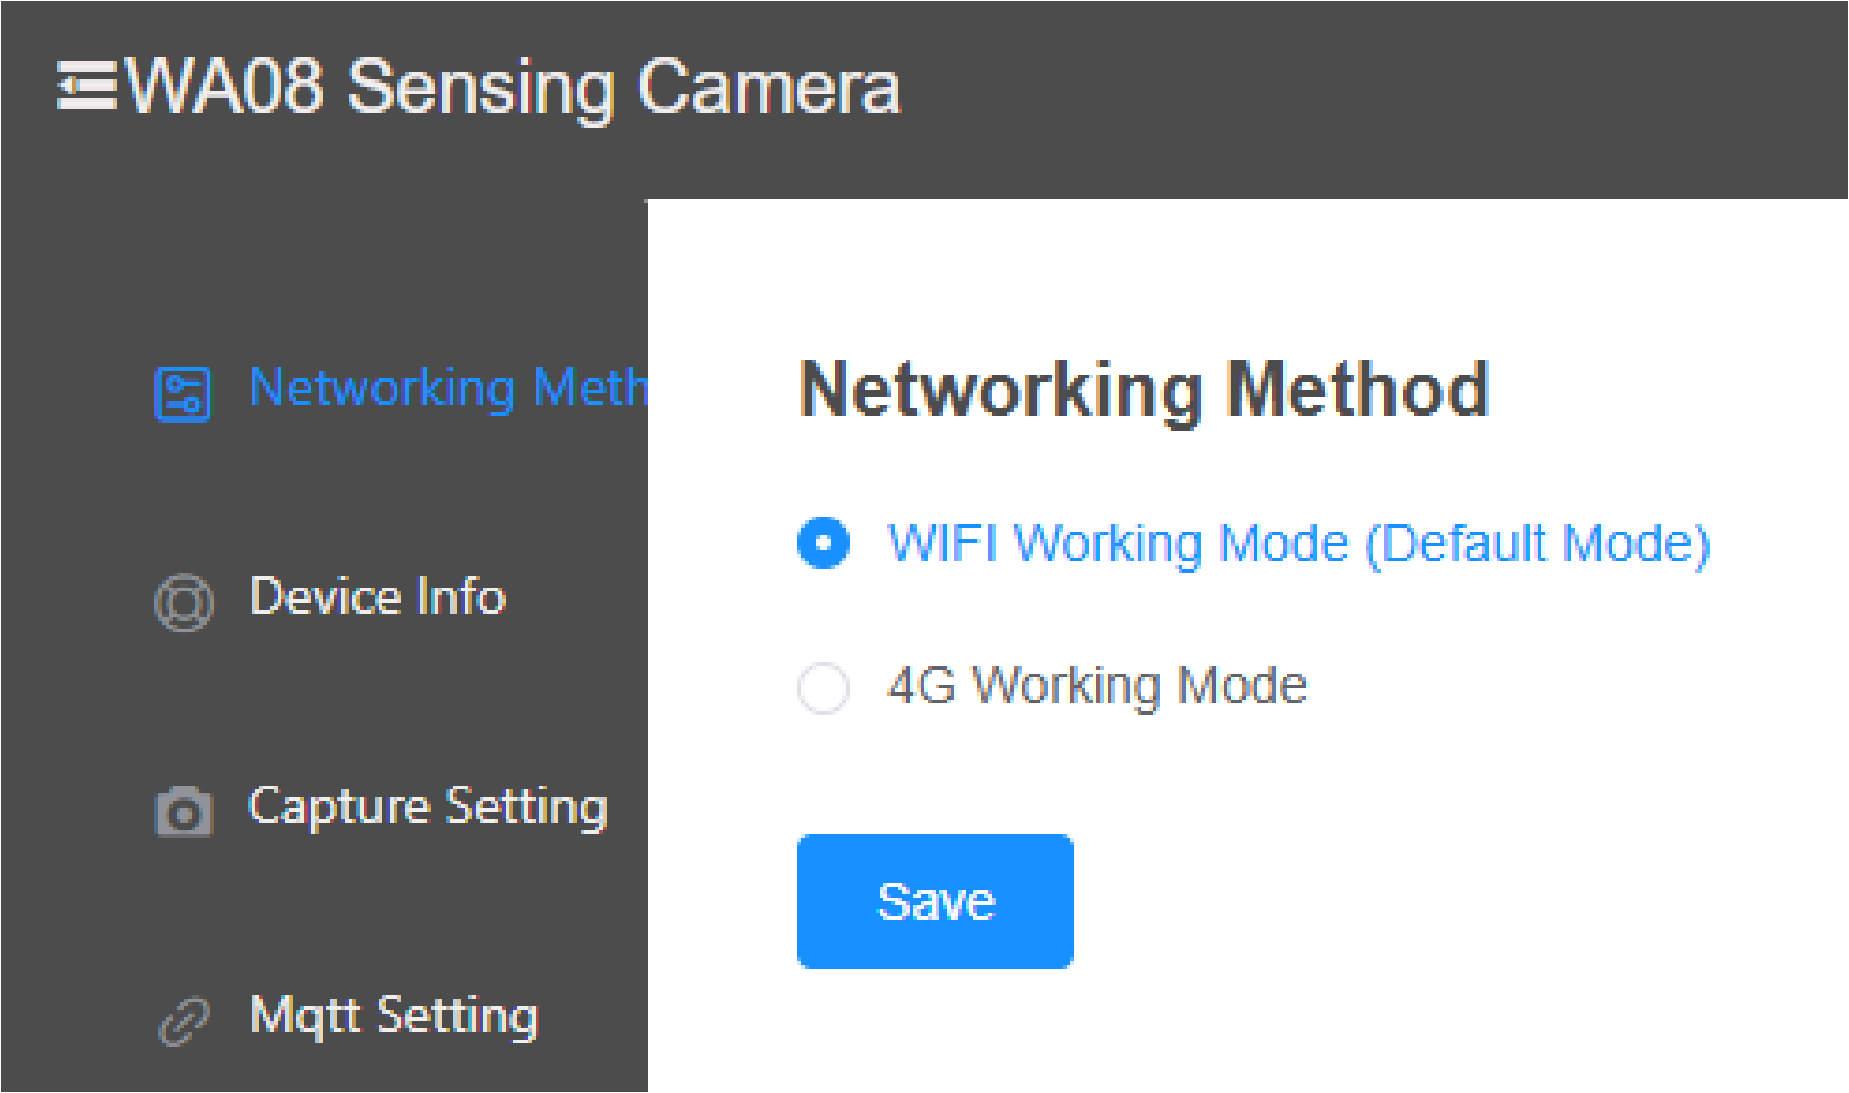 WA08 Sensing Camera
Networking Meth
Device Info
Capture Setting
Mqtt Setting
Networking Method
WIFI Working Mode (Default Mode)
4G Working Mode
Save